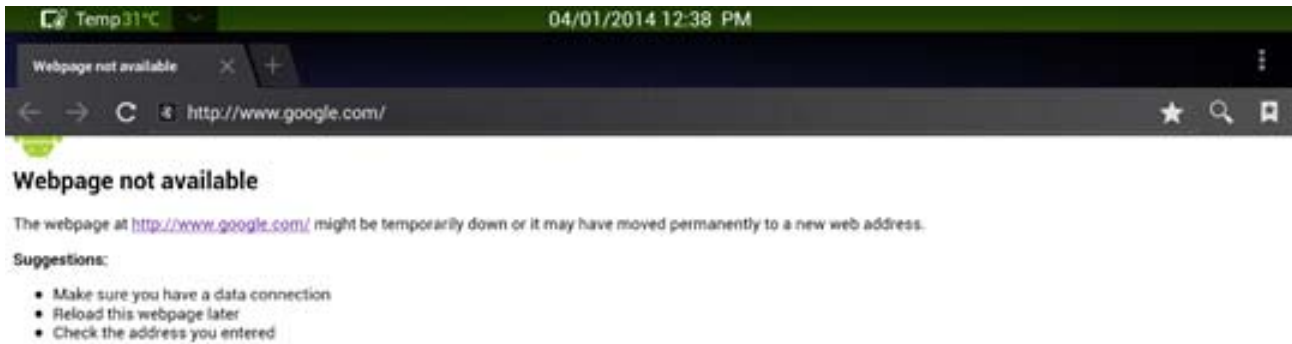 Temp31°C 04/01/2014 12:38 PM
Webpage not available
http://www.google.com/
Webpage not available
The webpage at http://www.google.com/ might be temporarily down or it may have moved permanently to a new web address.
Suggestions:
• Make sure you have a data connection
• Reload this webpage later
• Check the address you entered